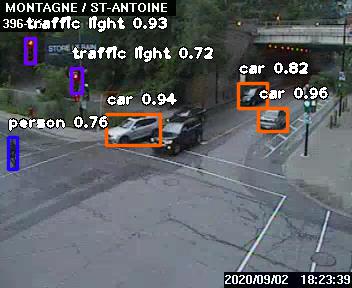 MONTAGNE / ST-ANTOINE
396-
traffic light 0.93
STORE
traffic light 0.72
car 0.82
car 0.94
car 0.96
person 0.76
2020/09/02 18:23:39